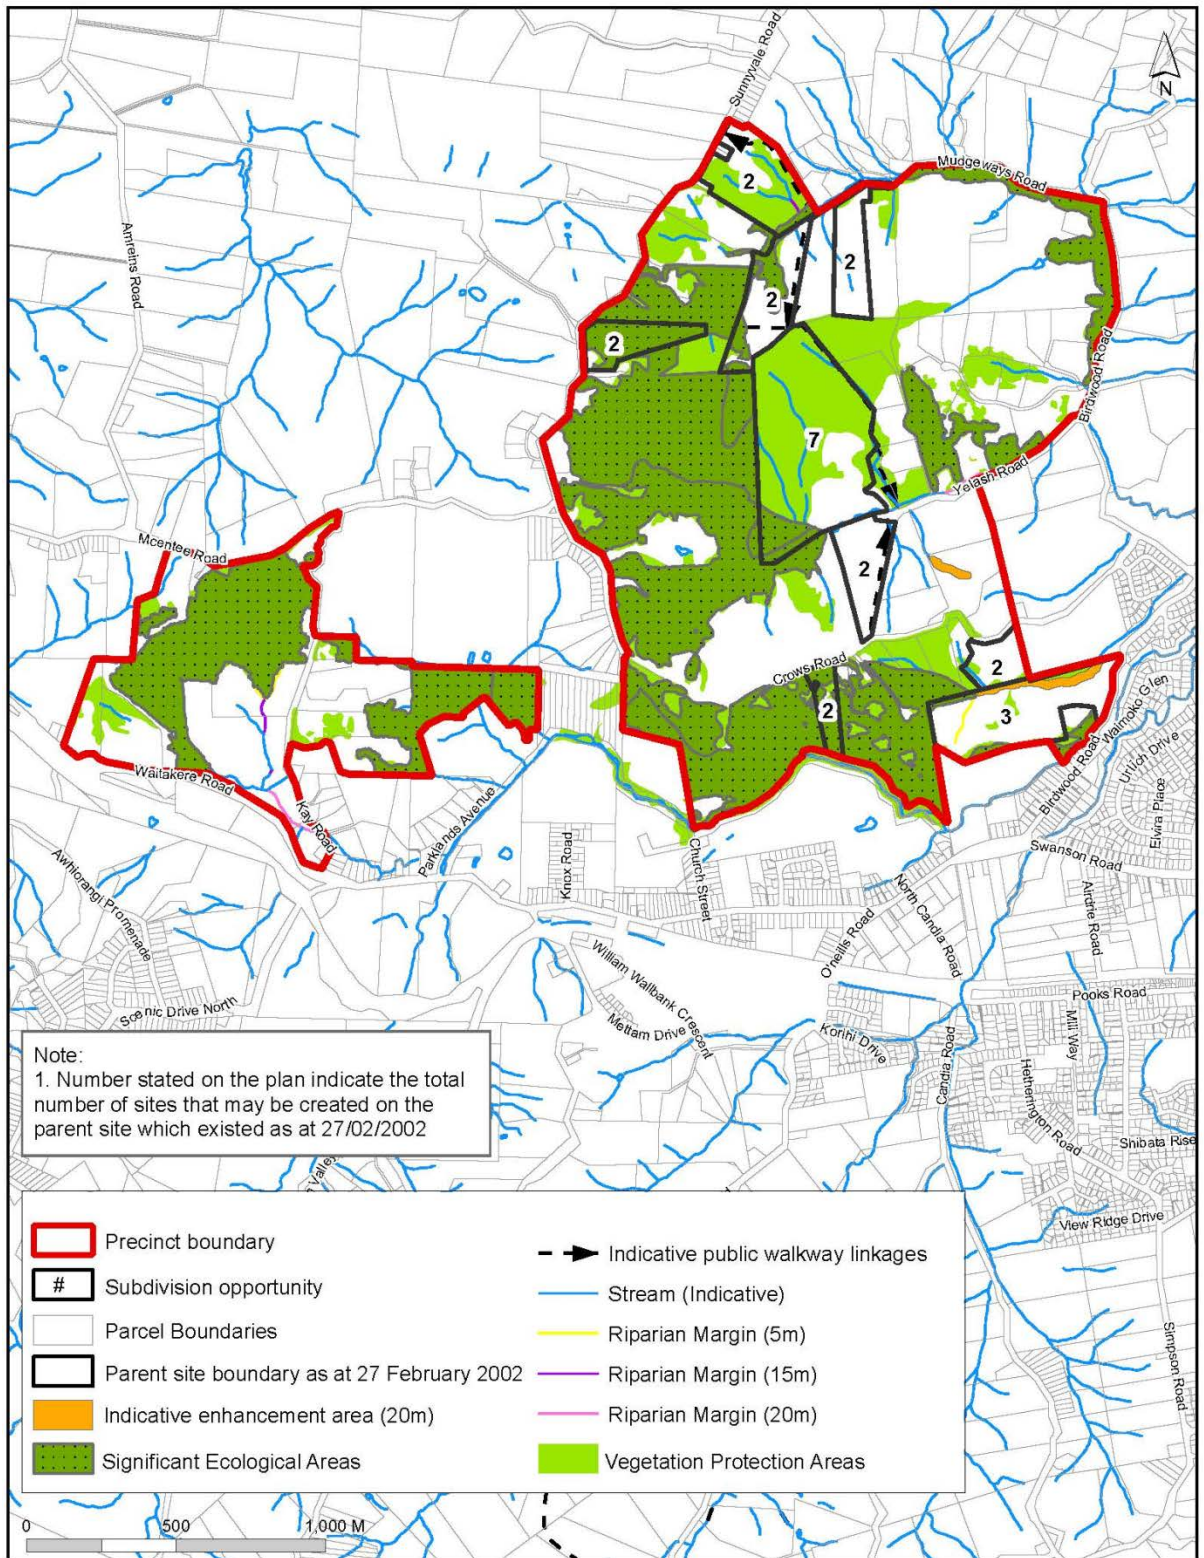 Sunnyvale Road
N
Mudgeways Road
Amreins Road
2
2
2
2
Birdwood Road
7
Yelash Road
Mcentee Road
2
Crows Road
2
2
3
Waimoko Glen
Birdwood Road
Urlich Drive
Elvira Place
Waitakere Road
Kay Road
Parklands Avenue
Knox Road
Church Street
Swanson Road
North Candia Road
O'neills Road
Airdrie Road
Awhiorangi Promenade
William Wallbank Crescent
Pooks Road
Scenic Drive North
Mettam Drive
Korihi Drive
Mill Way
Candia Road
Hetherington Road
Shibata Rise
View Ridge Drive
Simpson Road
Note:
1. Number stated on the plan indicate the total
number of sites that may be created on the
parent site which existed as at 27/02/2002
Precinct boundary
# Subdivision opportunity
Parcel Boundaries
Parent site boundary as at 27 February 2002
Indicative enhancement area (20m)
Significant Ecological Areas
Indicative public walkway linkages
Stream (Indicative)
Riparian Margin (5m)
Riparian Margin (15m)
Riparian Margin (20m)
Vegetation Protection Areas
0 500 1,000 M